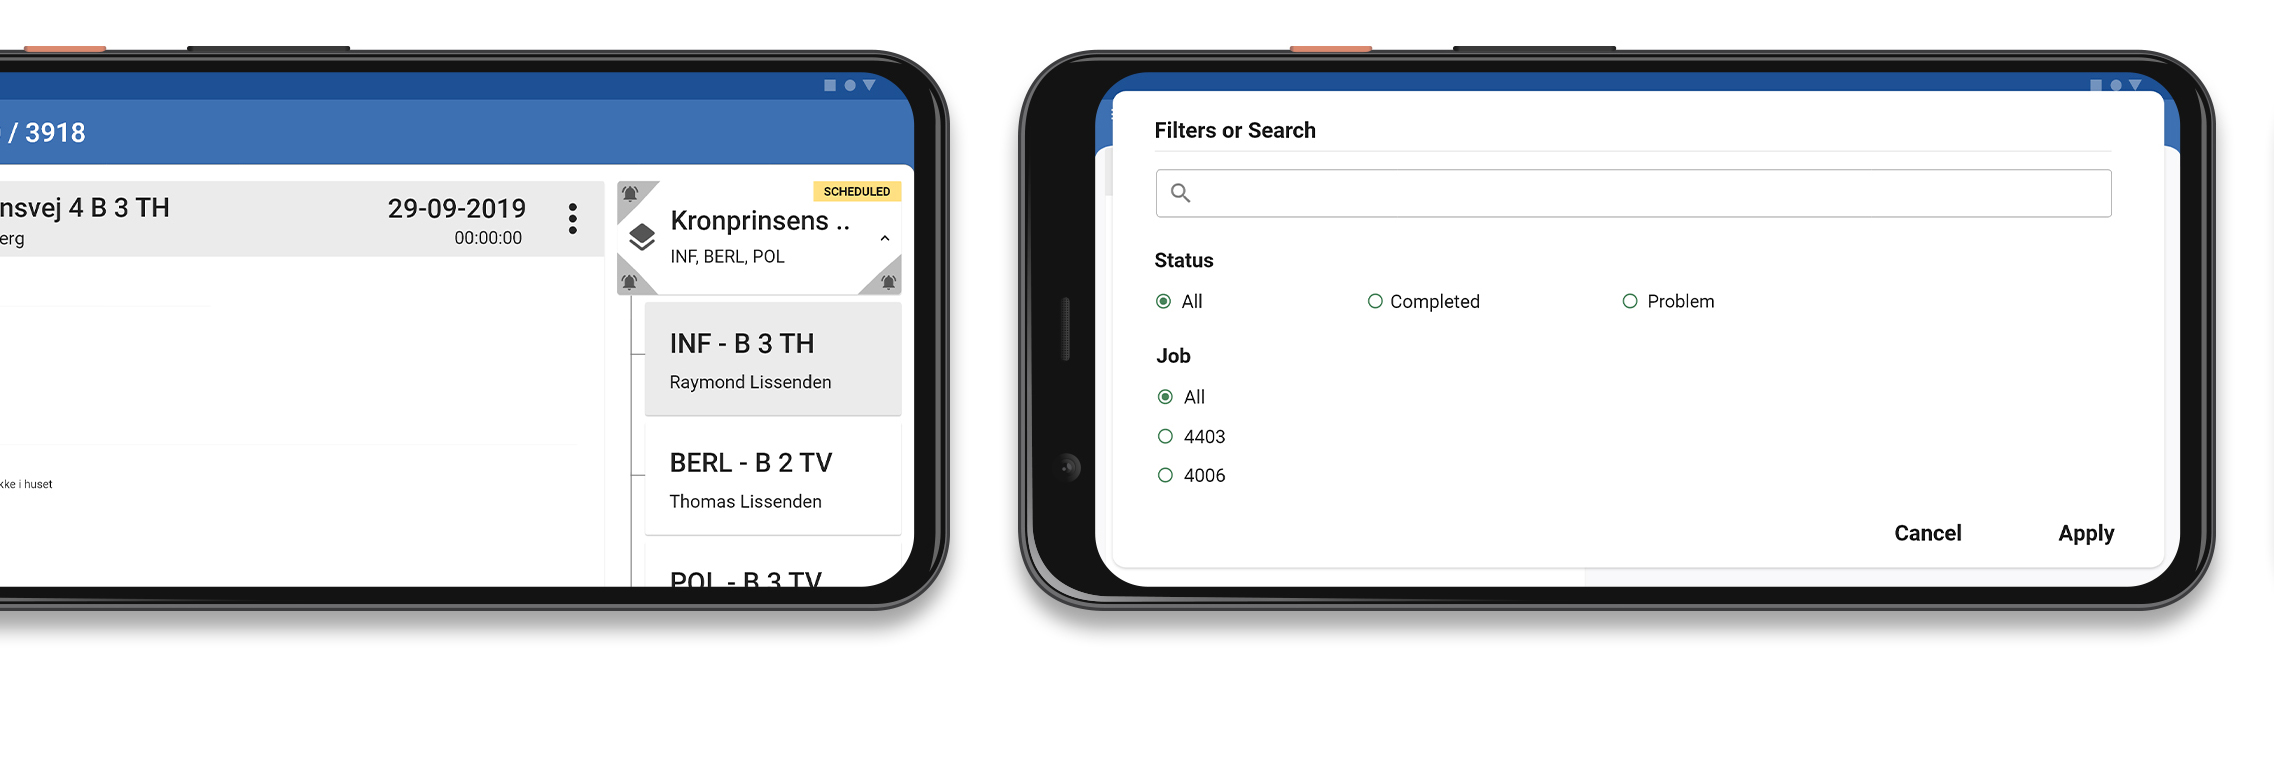 / 3918
nsvej 4 B 3 TH
erg
29-09-2019
00:00:00
kke i huset
SCHEDULED
Kronprinsens ..
INF, BERL, POL
INF - B 3 TH
Raymond Lissenden
BERL - B 2 TV
Thomas Lissenden
POL - B 3 TV
Filters or Search
Status
All
Completed
Problem
Job
All
4403
4006
Cancel
Apply